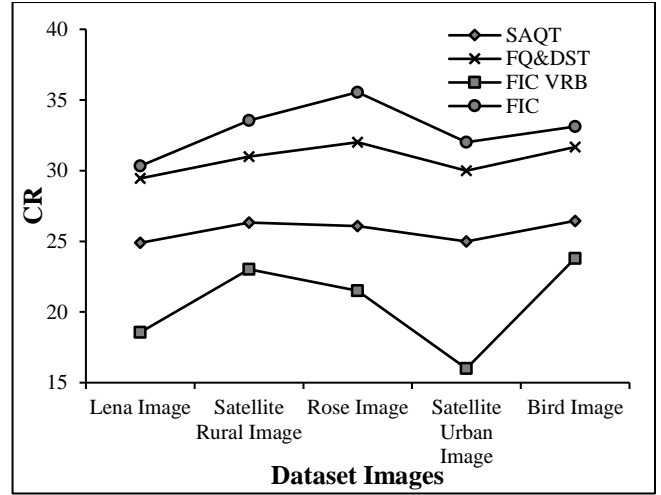 40
35
30
25
20
15
CR
SAQT
FQ&DST
FIC VRB
FIC
Lena Image
Satellite
Rural Image
Rose Image
Satellite
Urban
Image
Bird Image
Dataset Images